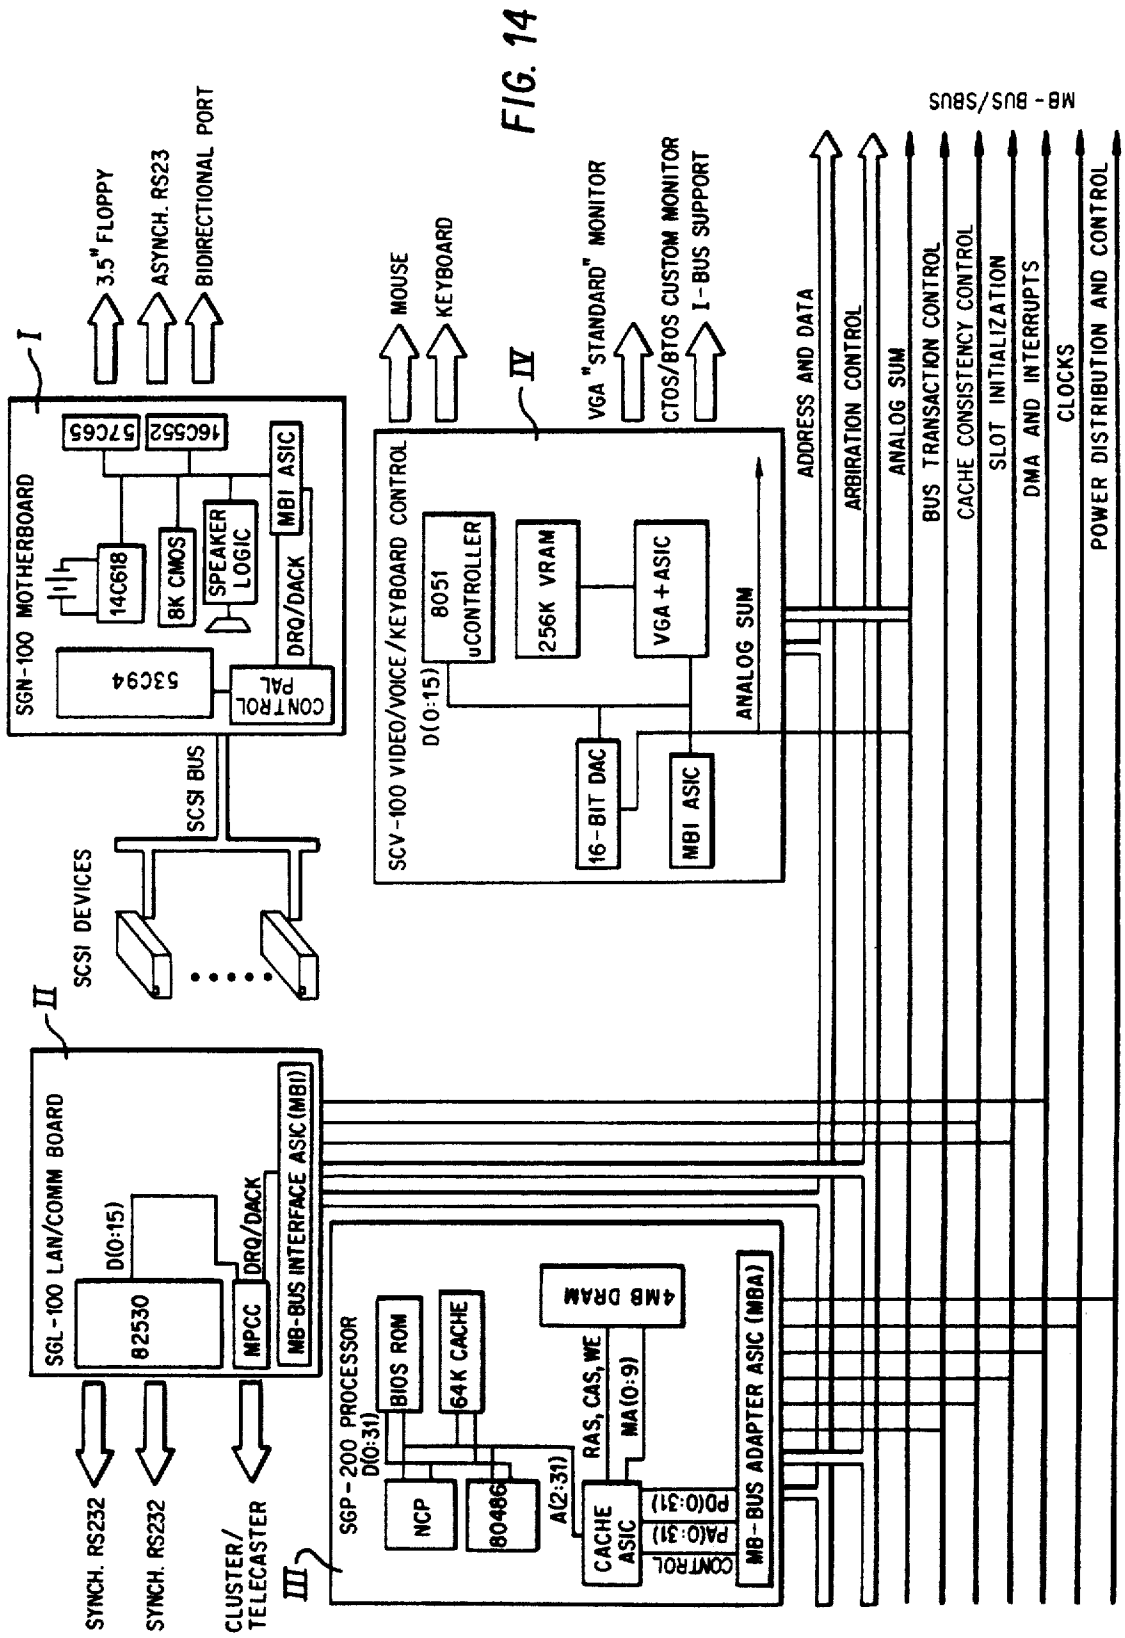 FIG. 14
SGN-100 MOTHERBOARD
I
53C94
CONTROL
PAL
14C618
8K CMOS
SPEAKER
LOGIC
DRQ/DACK
57C65
16C552
MBI ASIC
3.5" FLOPPY
ASYNCH. RS23
BIDIRECTIONAL PORT
SCSI BUS
SCSI DEVICES
SGL-100 LAN/COMM BOARD
II
82530
D(0:15)
MPCC
DRQ/DACK
MB-BUS INTERFACE ASIC(MBI)
SYNCH. RS232
SYNCH. RS232
CLUSTER/
TELECASTER
SGP-200 PROCESSOR
III
D(0:31)
BIOS ROM
64K CACHE
NCP
80486
A(2:31)
RAS, CAS, WE
MA(0:9)
4MB DRAM
CACHE
ASIC
CONTROL
PA(0:31)
PD(0:31)
MB-BUS ADAPTER ASIC (MBA)
SCV-100 VIDEO/VOICE/KEYBOARD CONTROL
IV
D(0:15)
8051
uCONTROLLER
256K VRAM
VGA+ASIC
16-BIT DAC
MBI ASIC
ANALOG SUM
MOUSE
KEYBOARD
VGA "STANDARD" MONITOR
CTOS/BTOS CUSTOM MONITOR
I-BUS SUPPORT
ADDRESS AND DATA
ARBIRATION CONTROL
ANALOG SUM
BUS TRANSACTION CONTROL
CACHE CONSISTENCY CONTROL
SLOT INITIALIZATION
DMA AND INTERRUPTS
CLOCKS
POWER DISTRIBUTION AND CONTROL
MB-BUS/SBUS